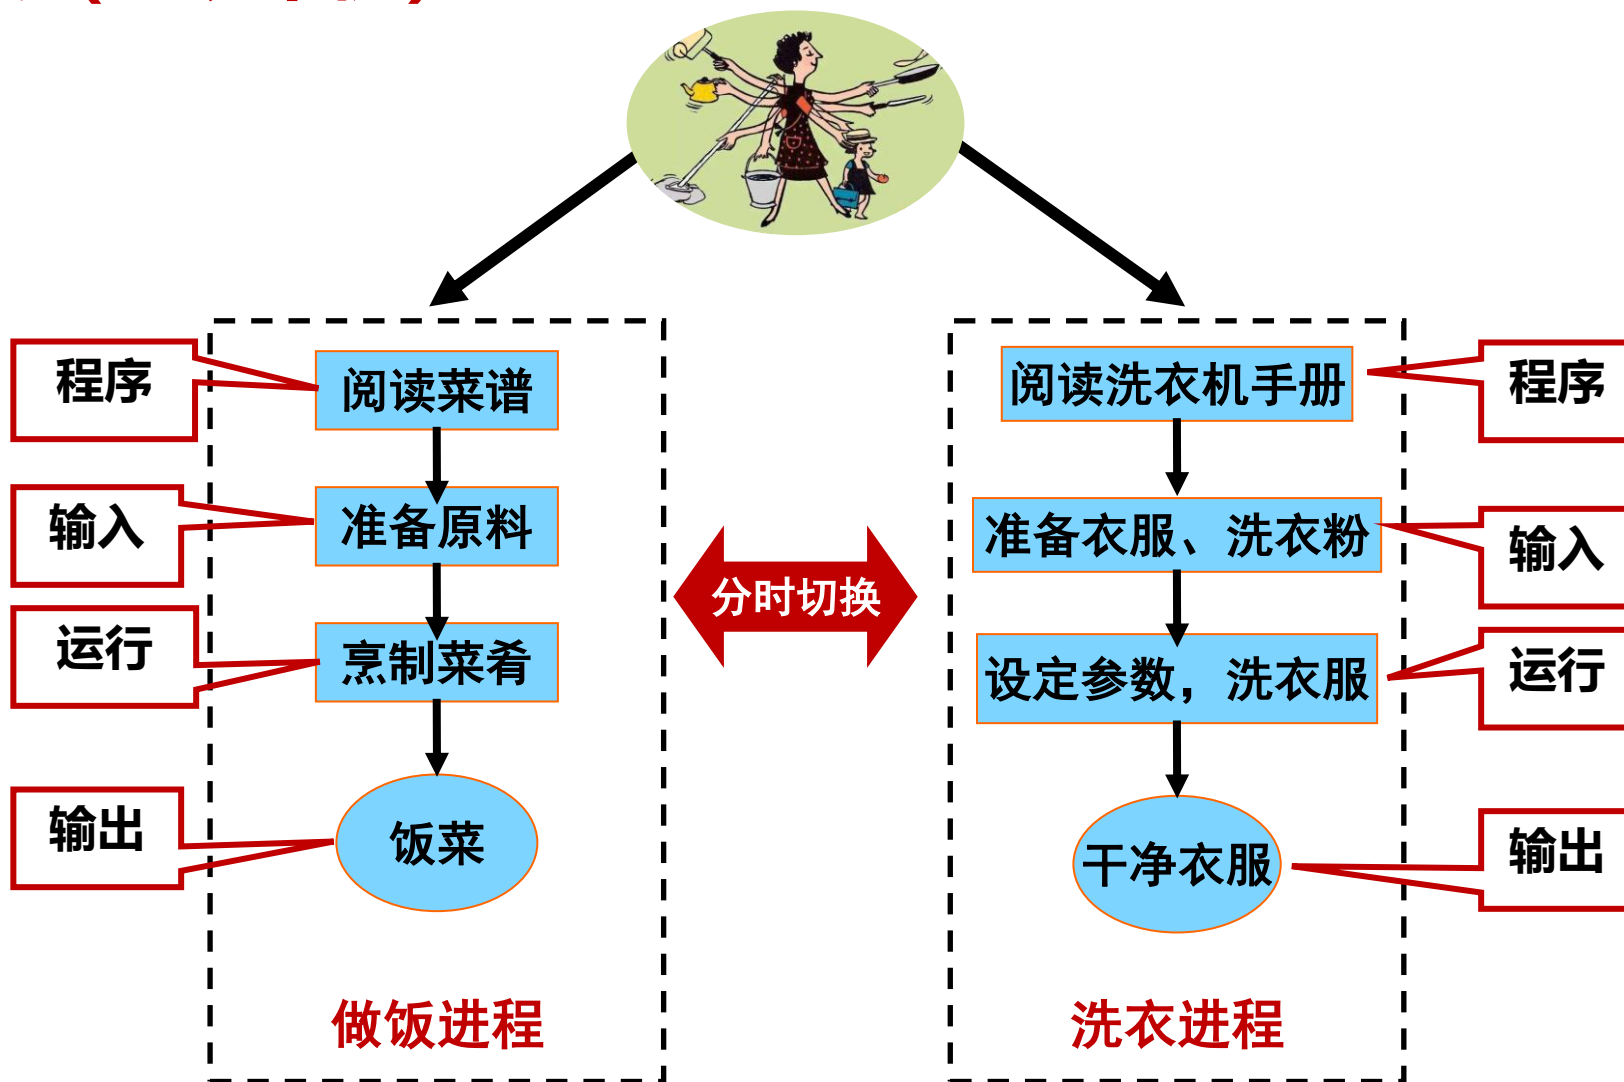 程序
阅读菜谱
输入
准备原料
运行
烹制菜肴
输出
饭菜
做饭进程
分时切换
阅读洗衣机手册
程序
准备衣服、洗衣粉
输入
设定参数，洗衣服
运行
干净衣服
输出
洗衣进程